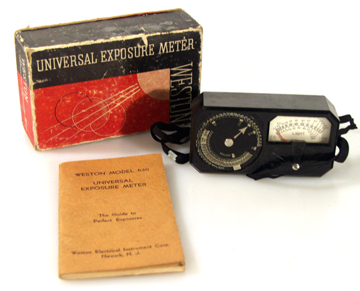 UNIVERSAL EXPOSURE METER
WESTON
WESTON
WESTON MODEL 650
UNIVERSAL
EXPOSURE METER
The Guide to
Perfect Exposures
Weston Electrical Instrument Corp.
Newark, N. J.